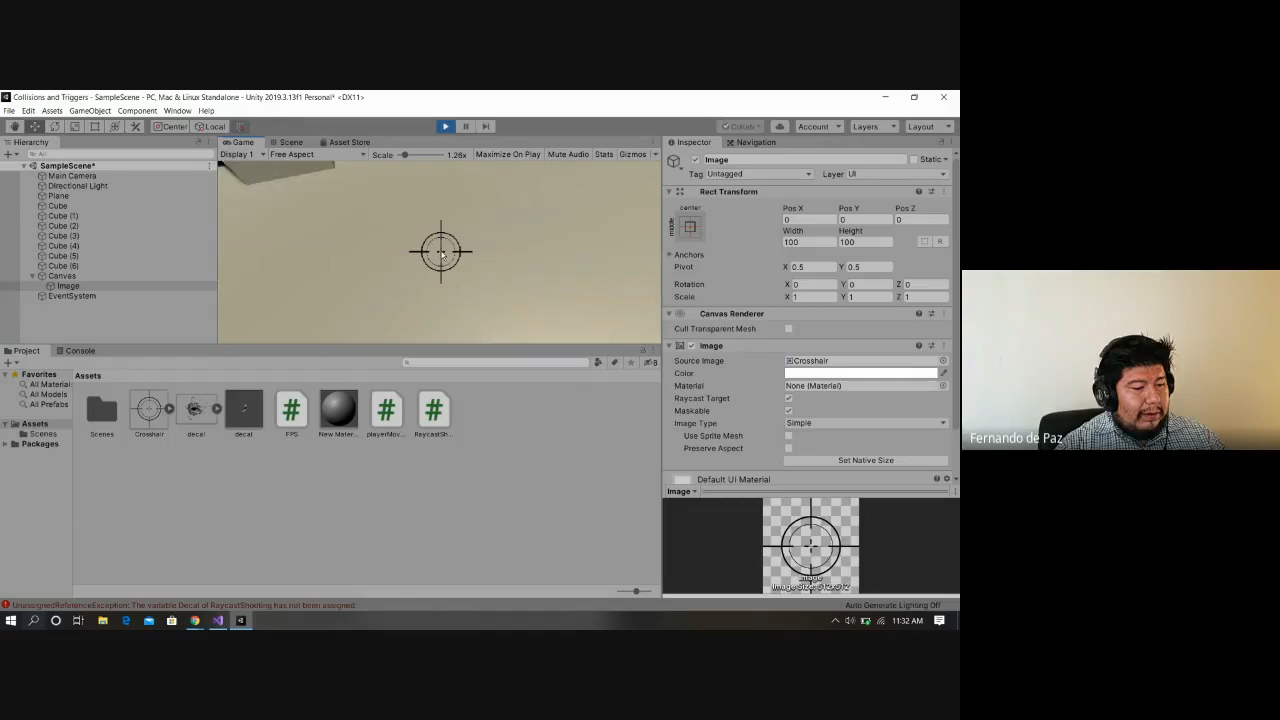 Collisions and Triggers - SampleScene - PC, Mac & Linux Standalone - Unity 2019.3.13f1 Personal* <DX11>
File Edit Assets GameObject Component Window Help
Center Local Collab Account Layers Layout
Hierarchy Game Scene Asset Store Inspector Navigation
All Display 1 Free Aspect Scale 1.26x Maximize On Play Mute Audio Stats Gizmos
Image Static
SampleScene*
Tag Untagged Layer UI
Main Camera
Directional Light
Rect Transform
Plane
Cube
center Pos X Pos Y Pos Z
Cube (1)
middle 0 0 0
Cube (2)
Width Height
Cube (3)
100 100 R
Cube (4)
Anchors
Cube (5)
Pivot X 0.5 Y 0.5
Cube (6)
Canvas
Rotation X 0 Y 0 Z 0
Image
Scale X 1 Y 1 Z 1
EventSystem
Canvas Renderer
Cull Transparent Mesh
Image
Project Console
Source Image Crosshair
8
Color
Favorites Assets
All Material
Material None (Material)
All Models
Raycast Target
All Prefabs
Maskable
Image Type Simple
Assets
Scenes
Use Sprite Mesh
Packages
Preserve Aspect
Scenes Crosshair decal decal FPS New Mater... playerMov... RaycastSh...
Set Native Size
Default UI Material
Image
Image
Image Size: 512x512
UnassignedReferenceException: The variable Decal of RaycastShooting has not been assigned.
Auto Generate Lighting Off
11:32 AM
Fernando de Paz